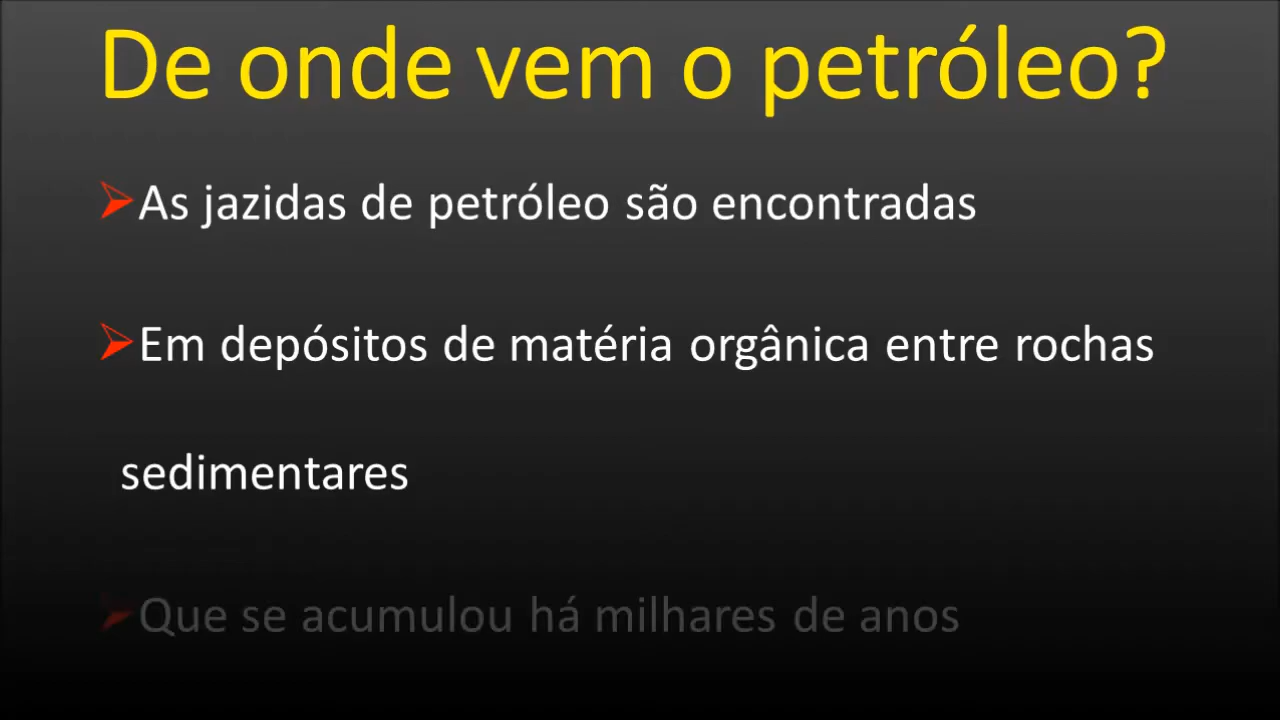 De onde vem o petróleo?
As jazidas de petróleo são encontradas
Em depósitos de matéria orgânica entre rochas
sedimentares
Que se acumulou há milhares de anos